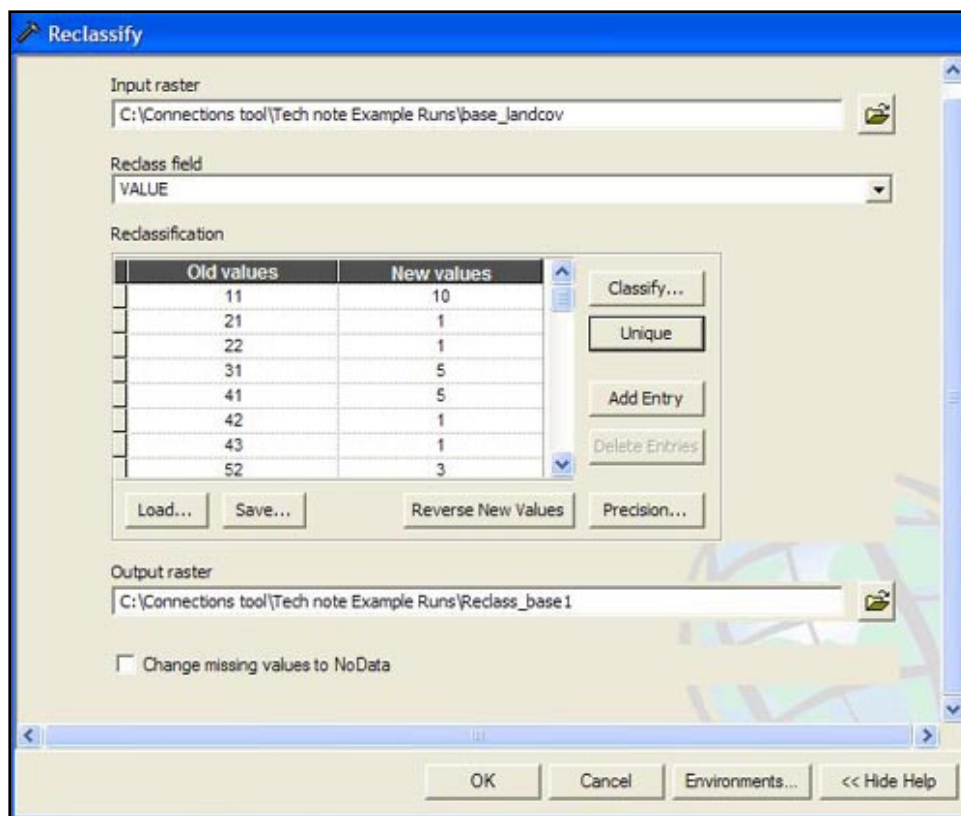 Reclassify
Input raster
C:\Connections tool\Tech note Example Runs\base_landcov
Reclass field
VALUE
Reclassification
Old values New values
11 10
21 1
22 1
31 5
41 5
42 1
43 1
52 3
Classify...
Unique
Add Entry
Delete Entries
Load... Save... Reverse New Values Precision...
Output raster
C:\Connections tool\Tech note Example Runs\Reclass_base1
Change missing values to NoData
OK Cancel Environments... << Hide Help